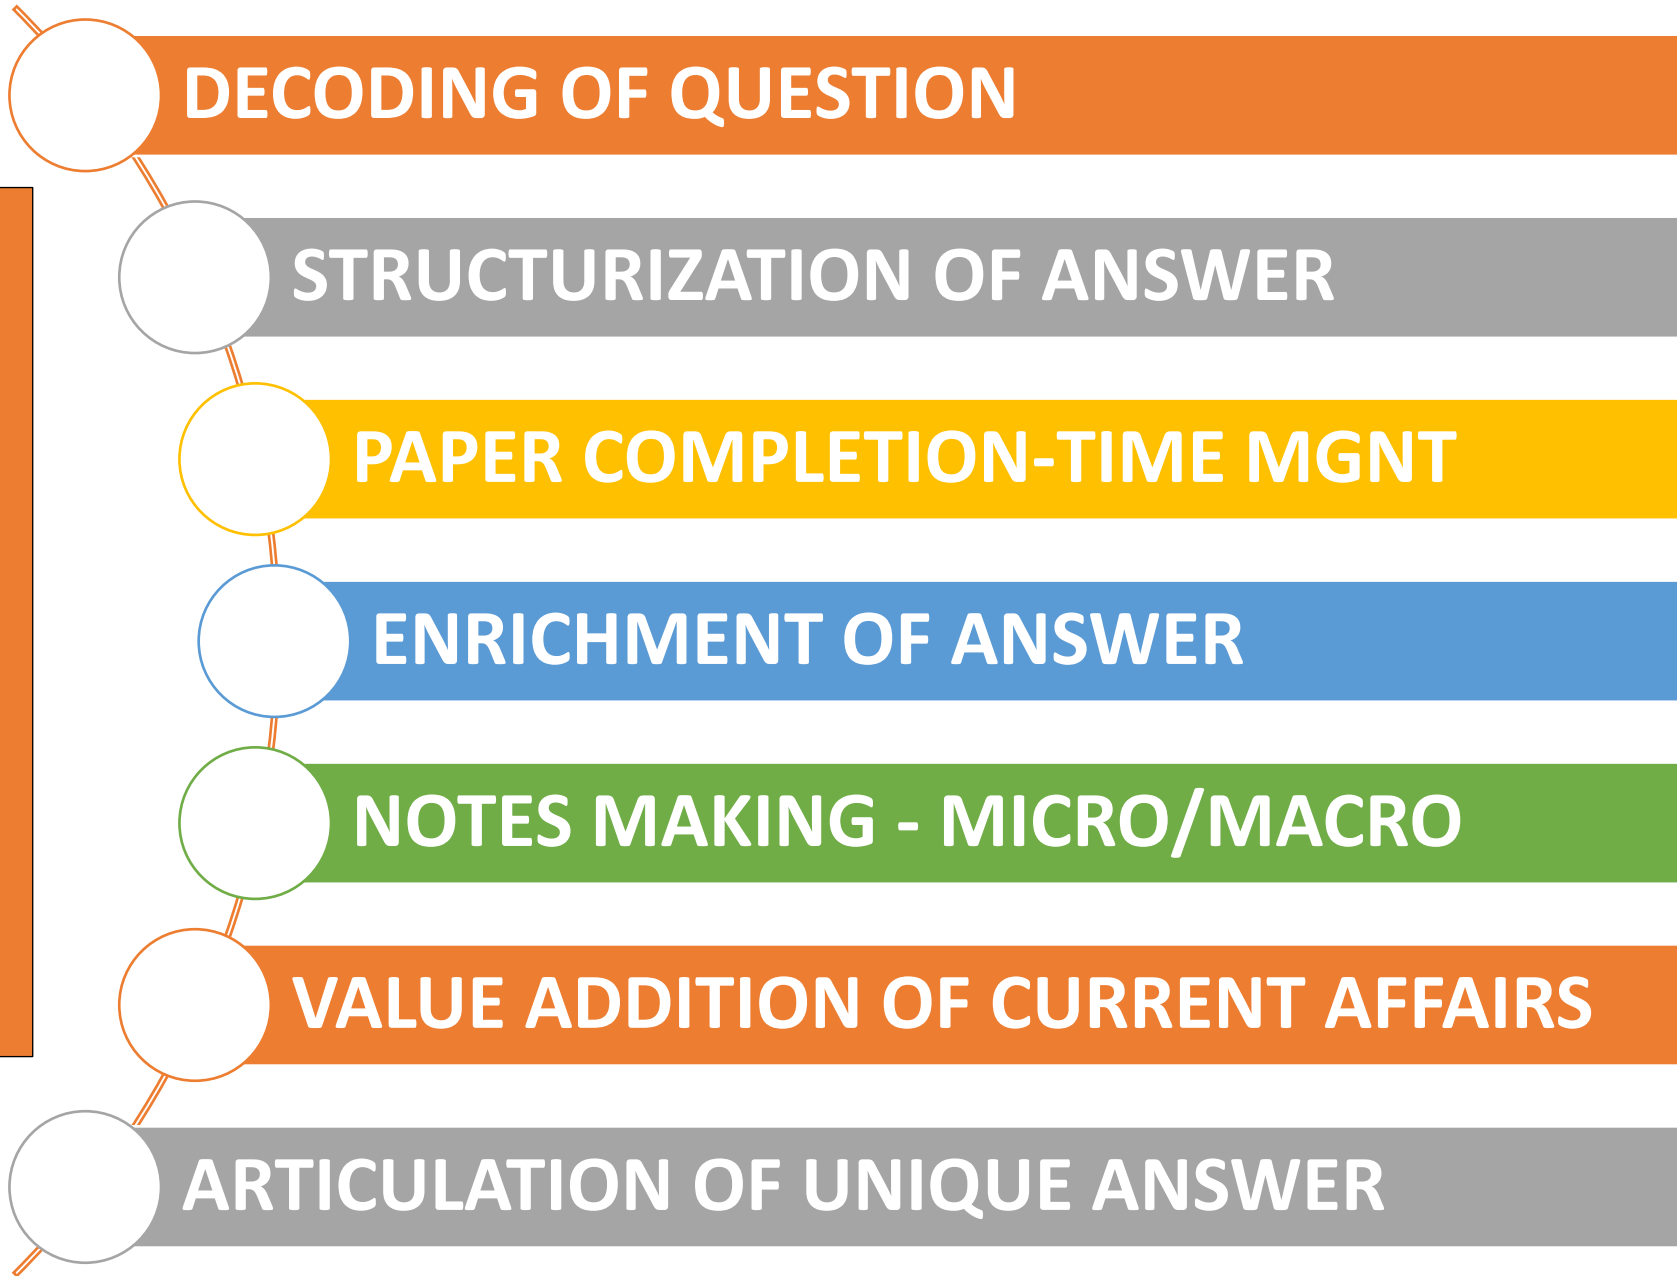 DECODING OF QUESTION
STRUCTURIZATION OF ANSWER
PAPER COMPLETION-TIME MGNT
ENRICHMENT OF ANSWER
NOTES MAKING - MICRO/MACRO
VALUE ADDITION OF CURRENT AFFAIRS
ARTICULATION OF UNIQUE ANSWER